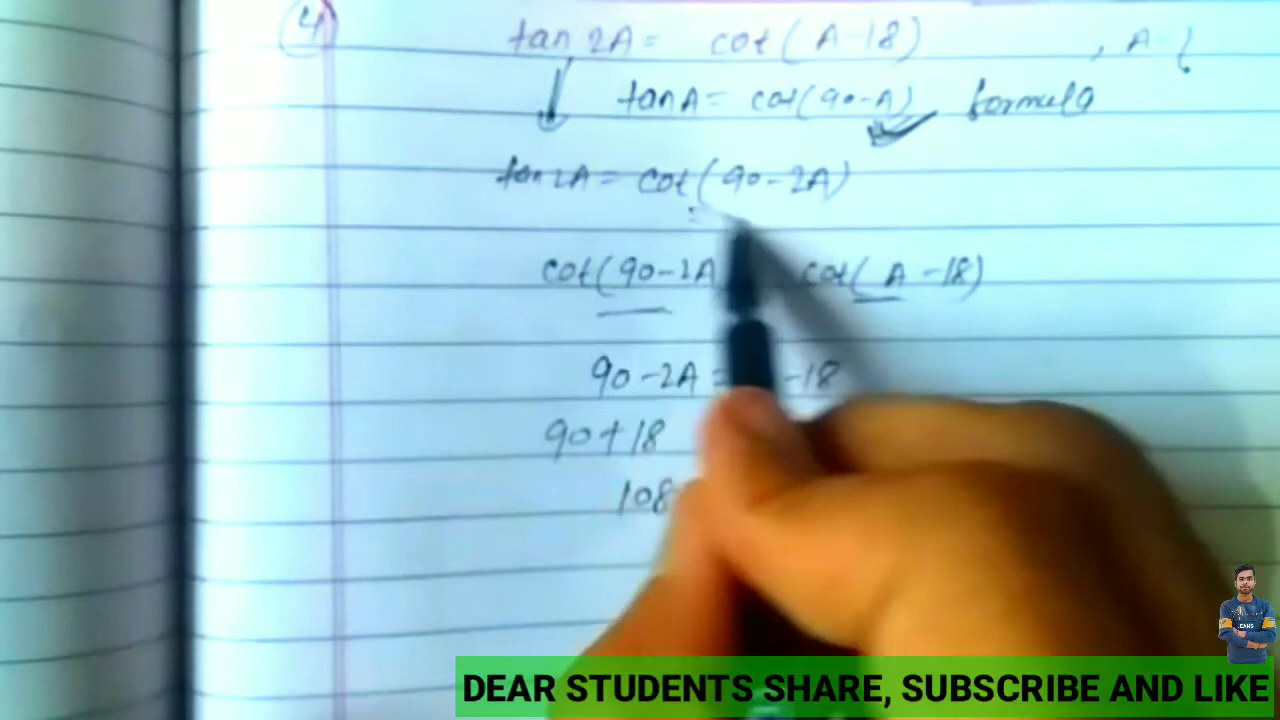 4 tan 2A = cot ( A-18) , A - ?
tanA = cot(90-A) formula
tan 2A = cot (90-2A)
cot(90-2A cot( A -18)
90-2A = -18
90+18
108
CANS
DEAR STUDENTS SHARE, SUBSCRIBE AND LIKE